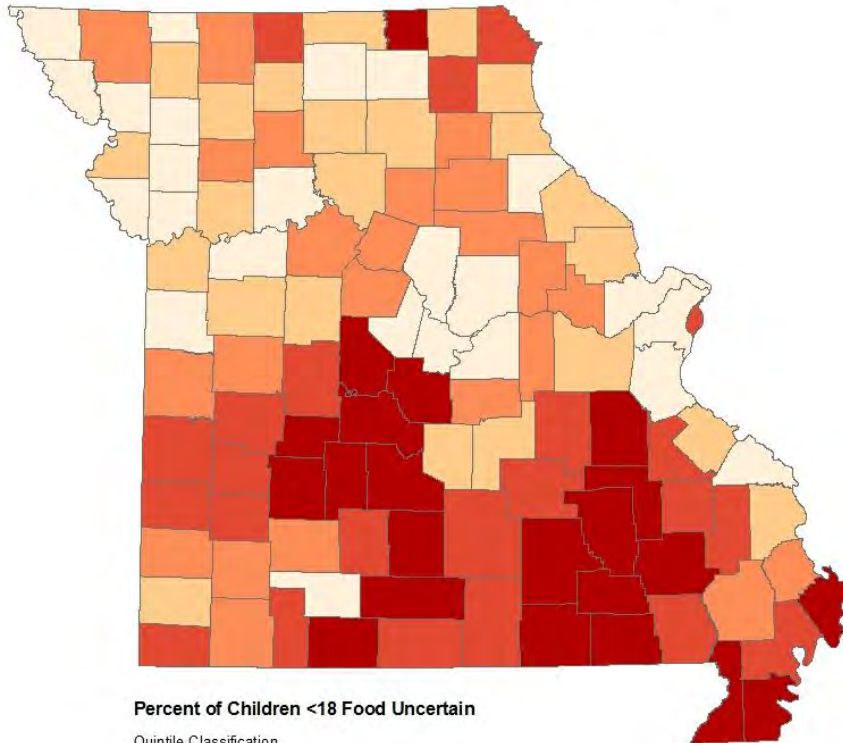 Percent of Children <18 Food Uncertain
Quintile Classification